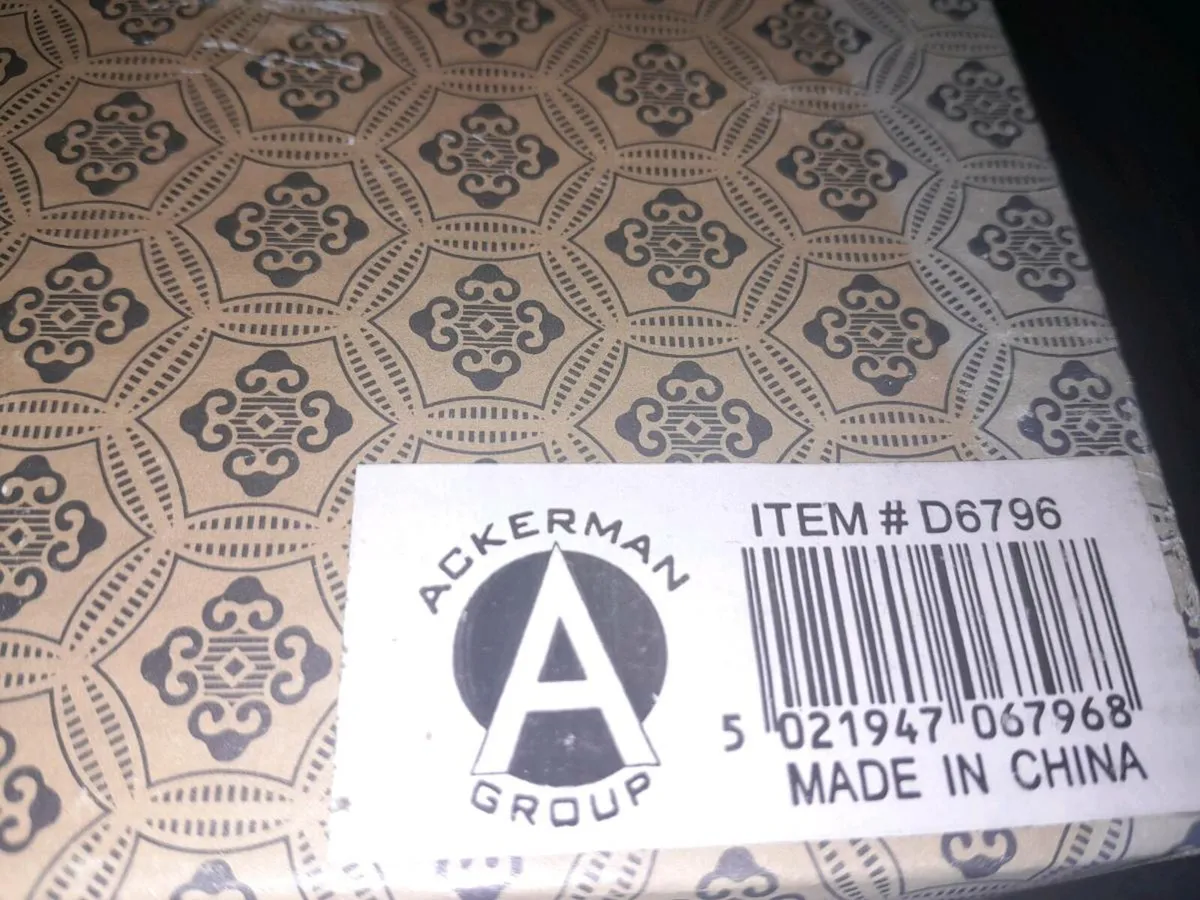 ACKERMAN
A
GROUP
ITEM # D6796
5 021947 067968
MADE IN CHINA